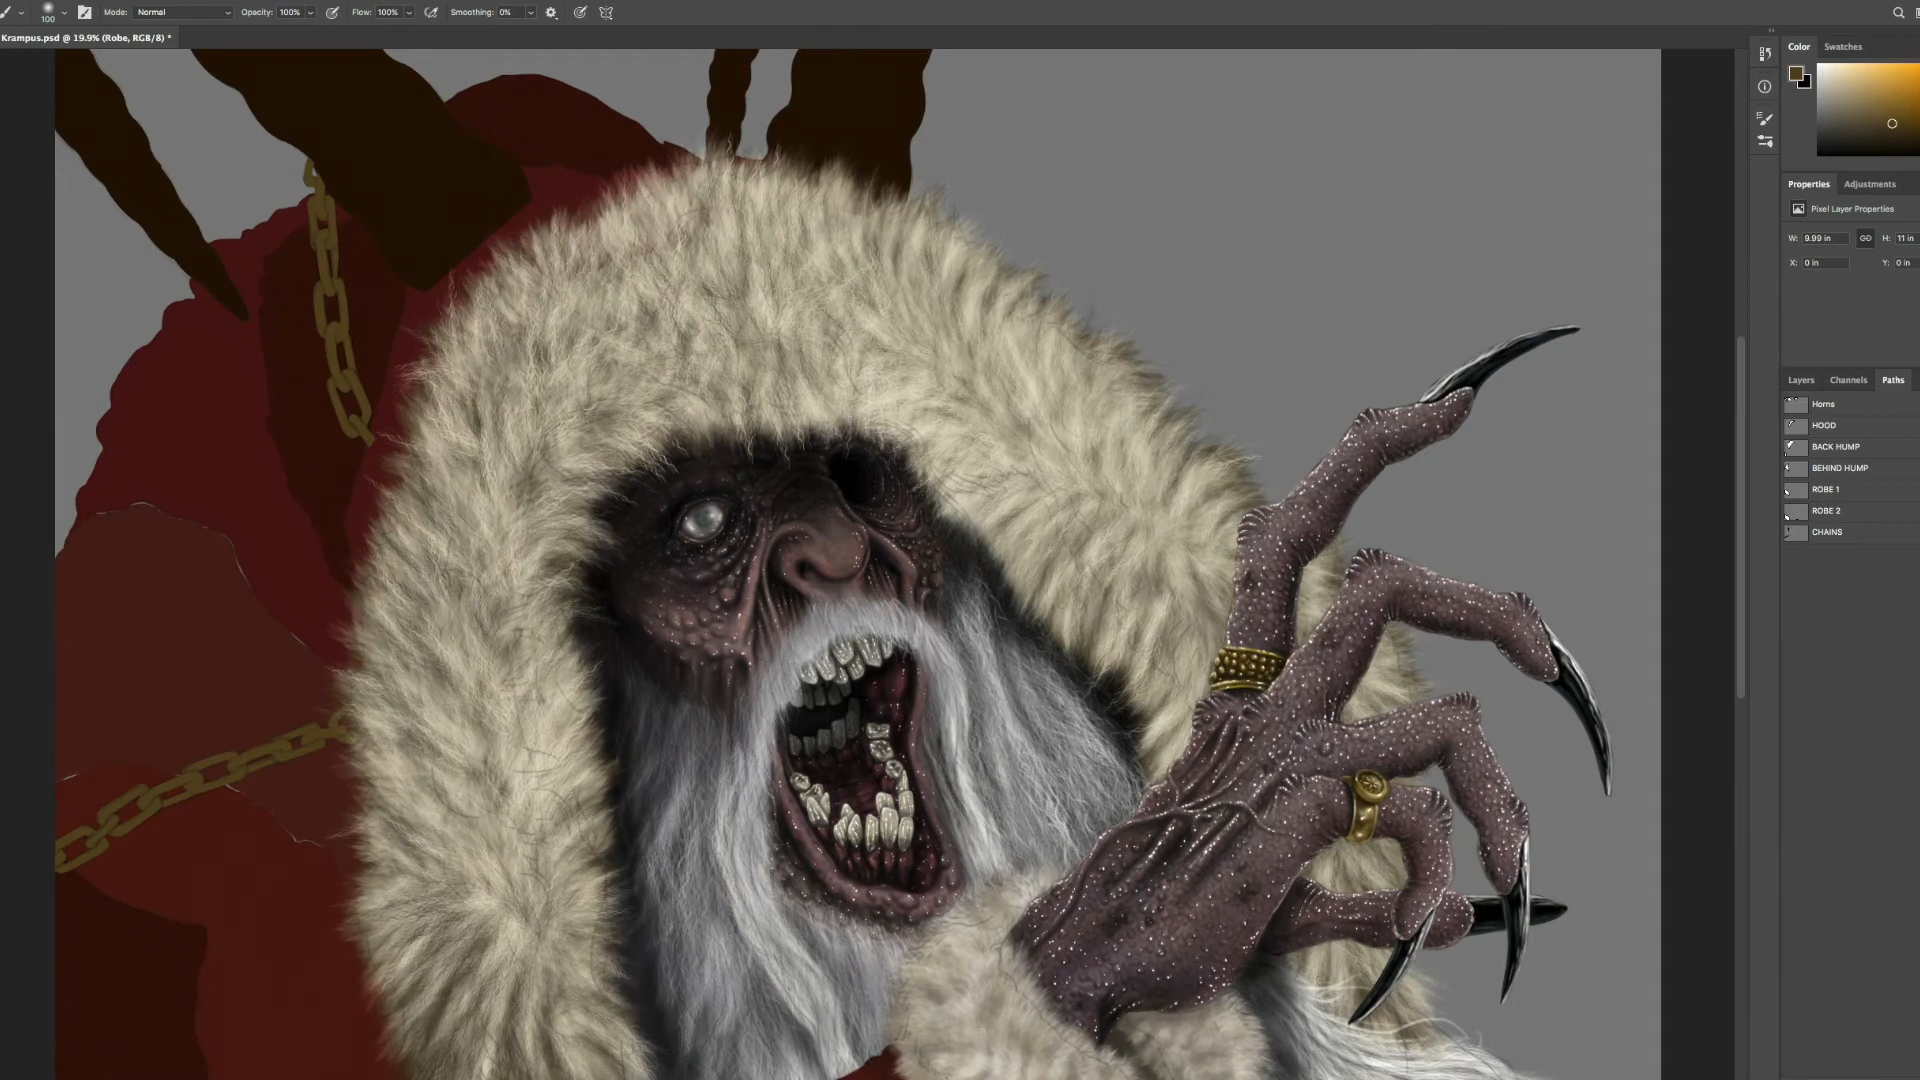 100 Mode: Normal Opacity: 100% Flow: 100% Smoothing: 0%
Krampus.psd @ 19.9% (Robe, RGB/8) *
Color Swatches
Properties Adjustments
Pixel Layer Properties
W: 9.99 in H: 11 in
X: 0 in Y: 0 in
Layers Channels Paths
Horns
HOOD
BACK HUMP
BEHIND HUMP
ROBE 1
ROBE 2
CHAINS